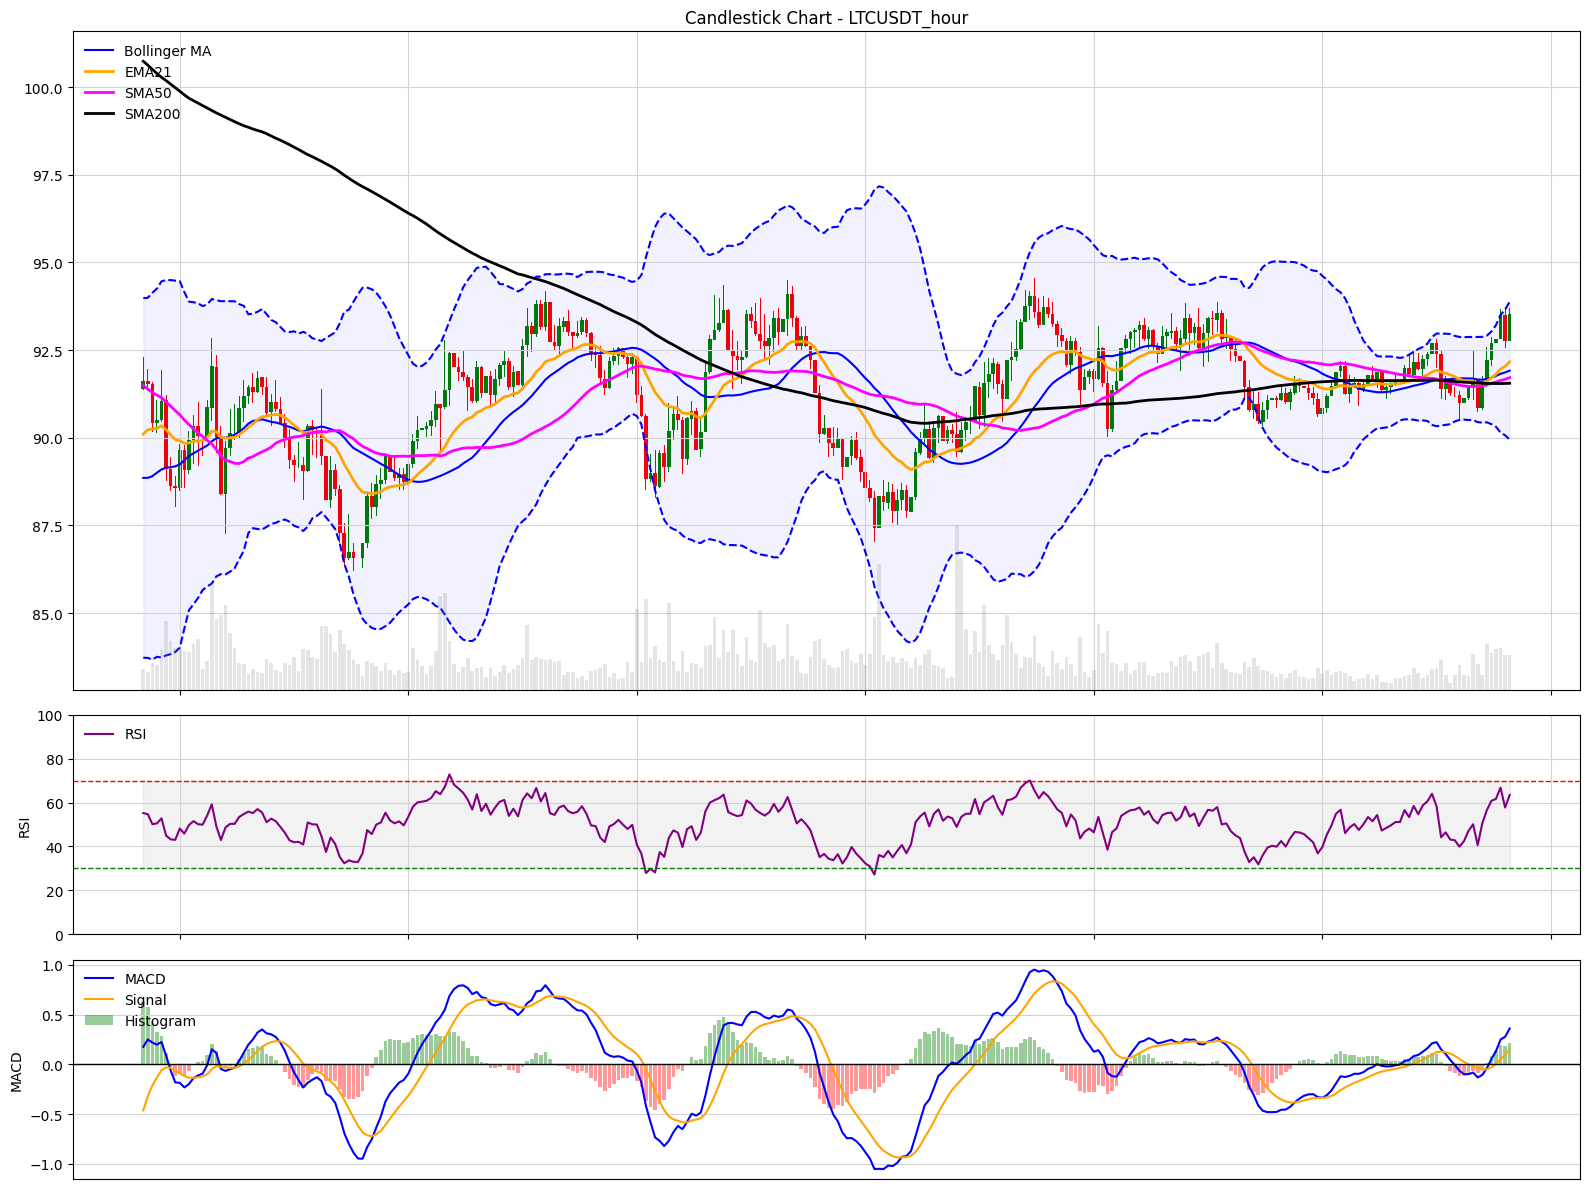 Candlestick Chart - LTCUSDT_hour
Bollinger MA
EMA21
SMA50
SMA200
100.0
97.5
95.0
92.5
90.0
87.5
85.0
RSI
100
80
60
40
20
0
RSI
MACD
Signal
Histogram
1.0
0.5
0.0
−0.5
−1.0
MACD